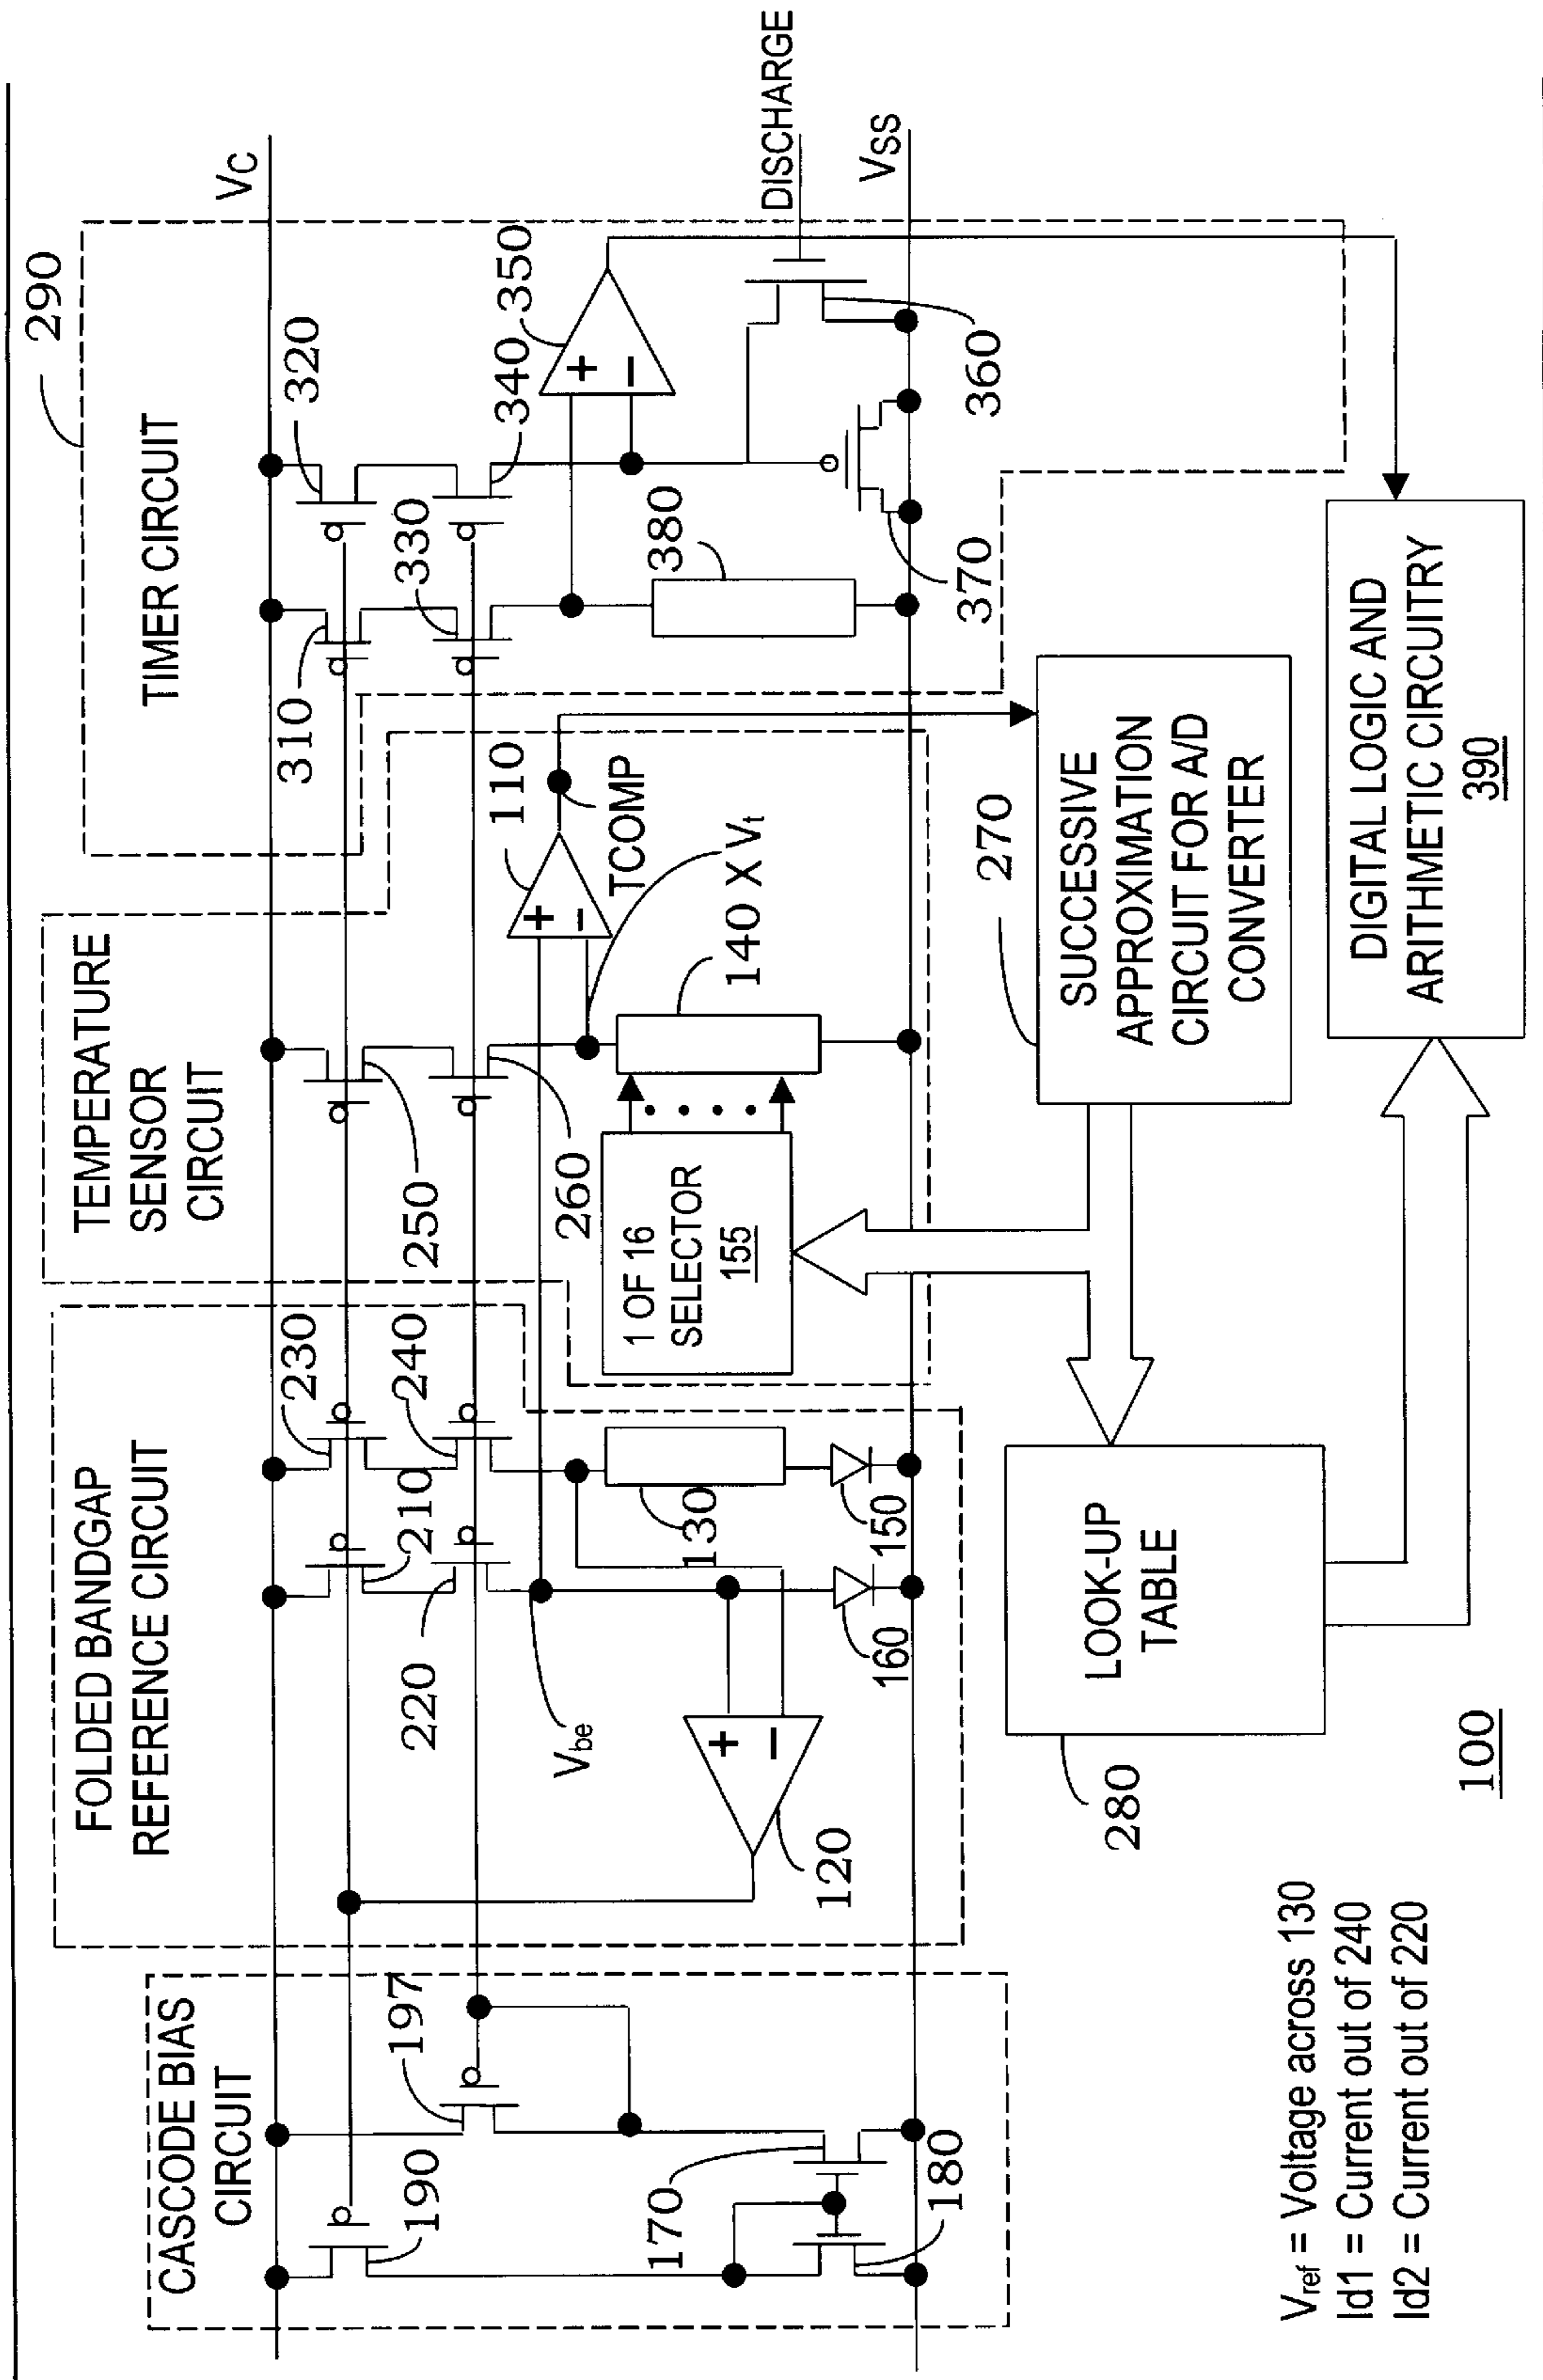 290
TIMER CIRCUIT
VC
320
310
330
340
350
380
370
360
DISCHARGE
VSS
TEMPERATURE
SENSOR
CIRCUIT
250
260
110
TCOMP
+
–
140 X Vt
1 OF 16
SELECTOR
155
270
SUCCESSIVE
APPROXIMATION
CIRCUIT FOR A/D
CONVERTER
DIGITAL LOGIC AND
ARITHMETIC CIRCUITRY
390
FOLDED BANDGAP
REFERENCE CIRCUIT
230
240
210
220
Vbe
130
150
160
+
–
120
+
–
LOOK-UP
TABLE
280
100
CASCODE BIAS
CIRCUIT
197
190
170
180
Vref = Voltage across 130
Id1 = Current out of 240
Id2 = Current out of 220